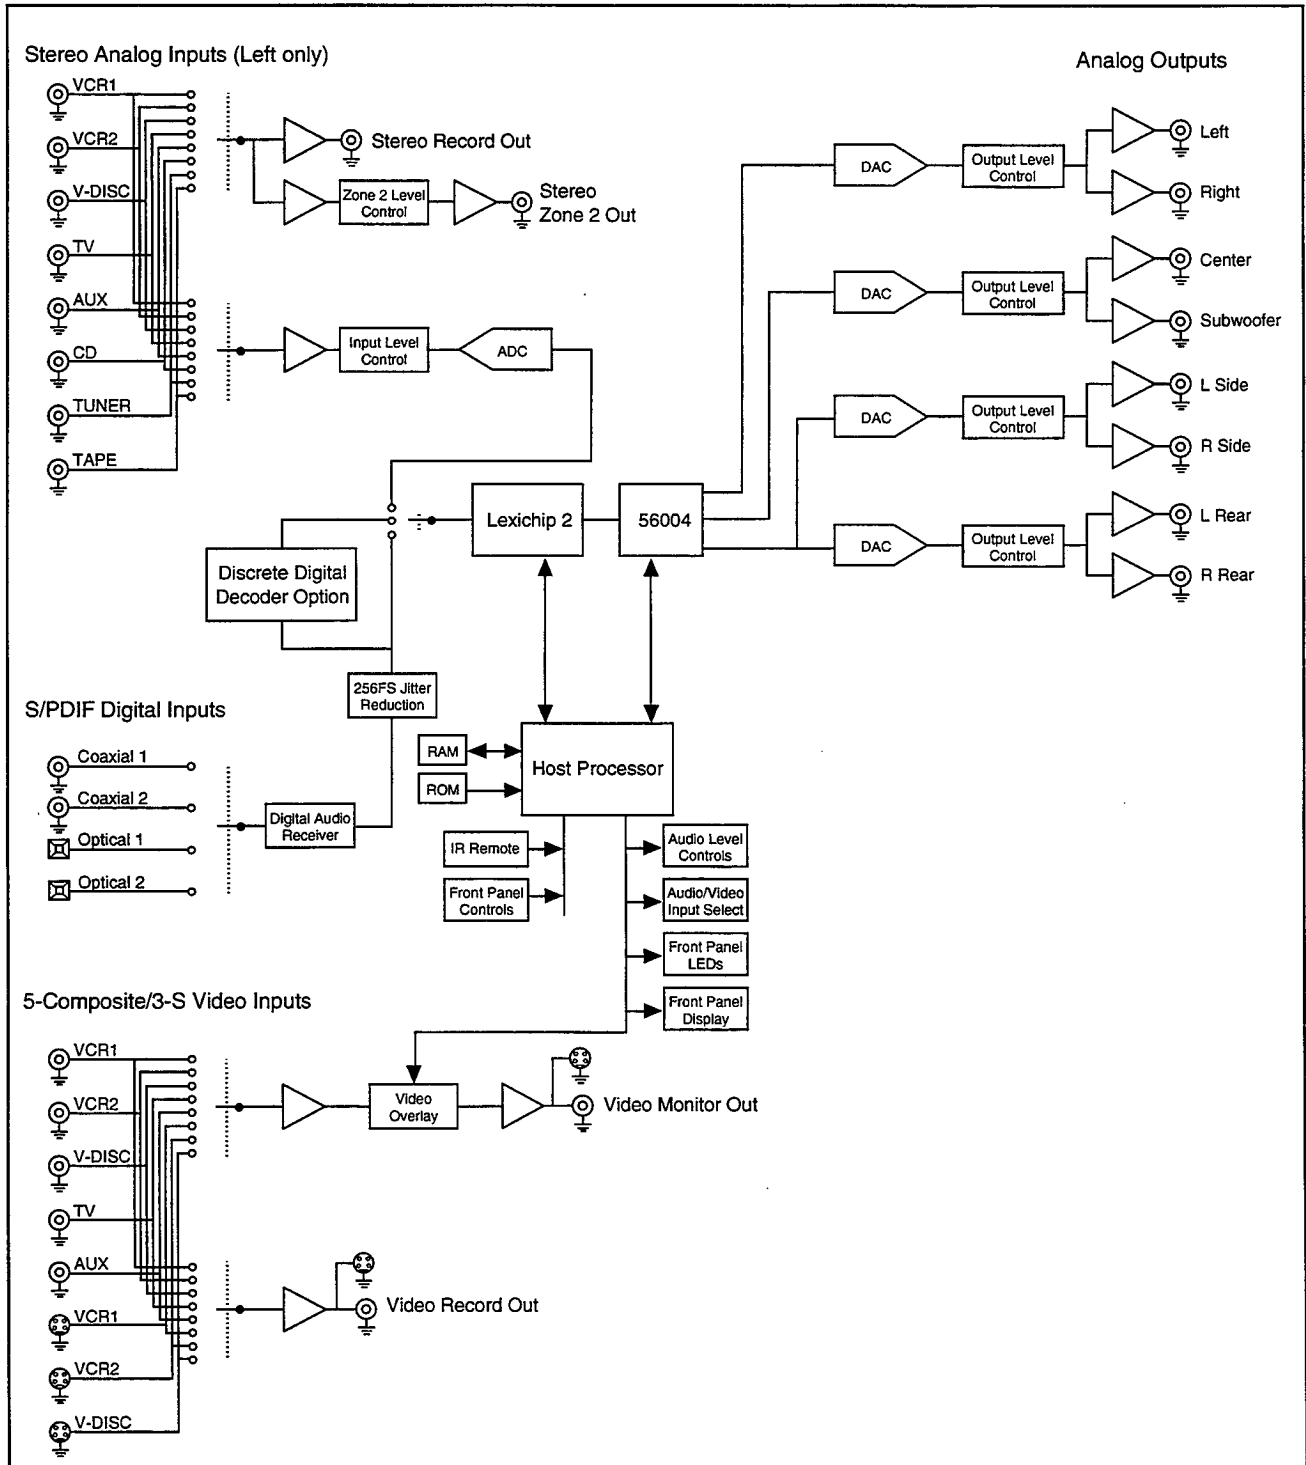 Stereo Analog Inputs (Left only)
VCR1
VCR2
V-DISC
TV
AUX
CD
TUNER
TAPE
Stereo Record Out
Zone 2 Level
Control
Stereo
Zone 2 Out
Input Level
Control
ADC
Analog Outputs
DAC
Output Level
Control
Left
Right
DAC
Output Level
Control
Center
Subwoofer
DAC
Output Level
Control
L Side
R Side
DAC
Output Level
Control
L Rear
R Rear
Lexichip 2
56004
Discrete Digital
Decoder Option
256FS Jitter
Reduction
S/PDIF Digital Inputs
Coaxial 1
Coaxial 2
Optical 1
Optical 2
Digital Audio
Receiver
RAM
ROM
Host Processor
IR Remote
Front Panel
Controls
Audio Level
Controls
Audio/Video
Input Select
Front Panel
LEDs
Front Panel
Display
5-Composite/3-S Video Inputs
VCR1
VCR2
V-DISC
TV
AUX
VCR1
VCR2
V-DISC
Video
Overlay
Video Monitor Out
Video Record Out